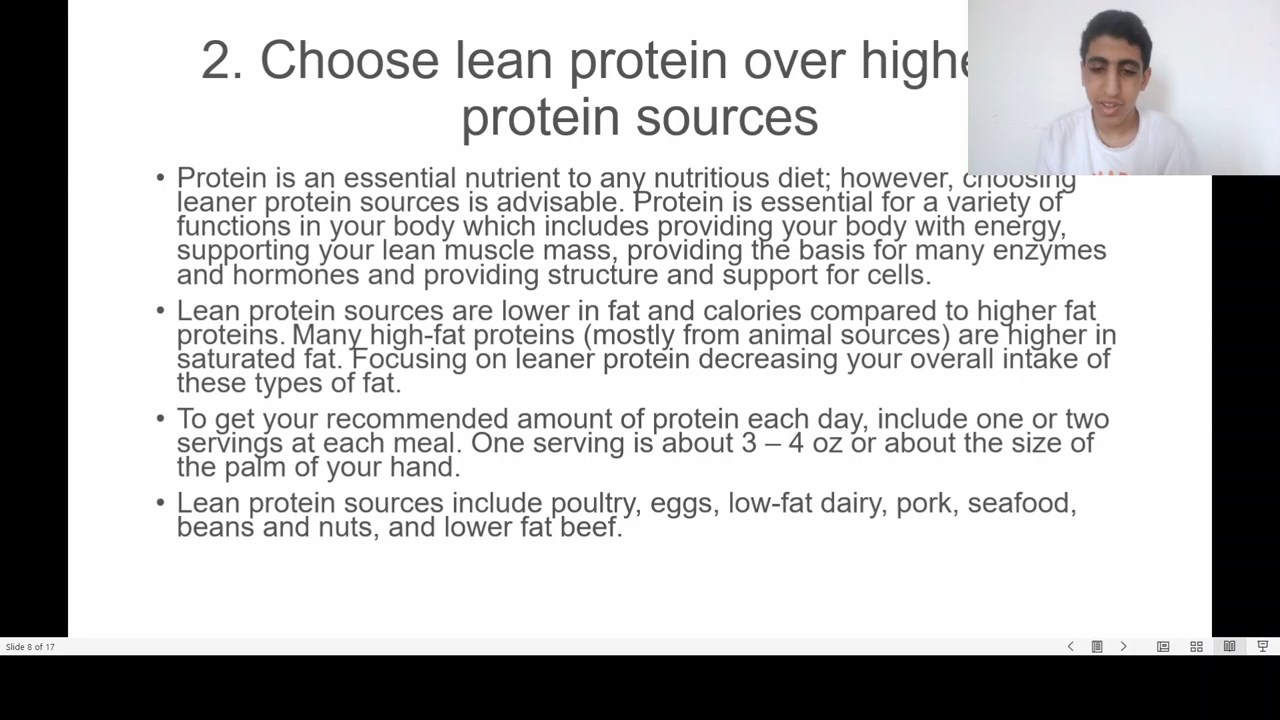 2. Choose lean protein over highe
protein sources
• Protein is an essential nutrient to any nutritious diet; however, choosing
leaner protein sources is advisable. Protein is essential for a variety of
functions in your body which includes providing your body with energy,
supporting your lean muscle mass, providing the basis for many enzymes
and hormones and providing structure and support for cells.
• Lean protein sources are lower in fat and calories compared to higher fat
proteins. Many high-fat proteins (mostly from animal sources) are higher in
saturated fat. Focusing on leaner protein decreasing your overall intake of
these types of fat.
• To get your recommended amount of protein each day, include one or two
servings at each meal. One serving is about 3 – 4 oz or about the size of
the palm of your hand.
• Lean protein sources include poultry, eggs, low-fat dairy, pork, seafood,
beans and nuts, and lower fat beef.
Slide 8 of 17